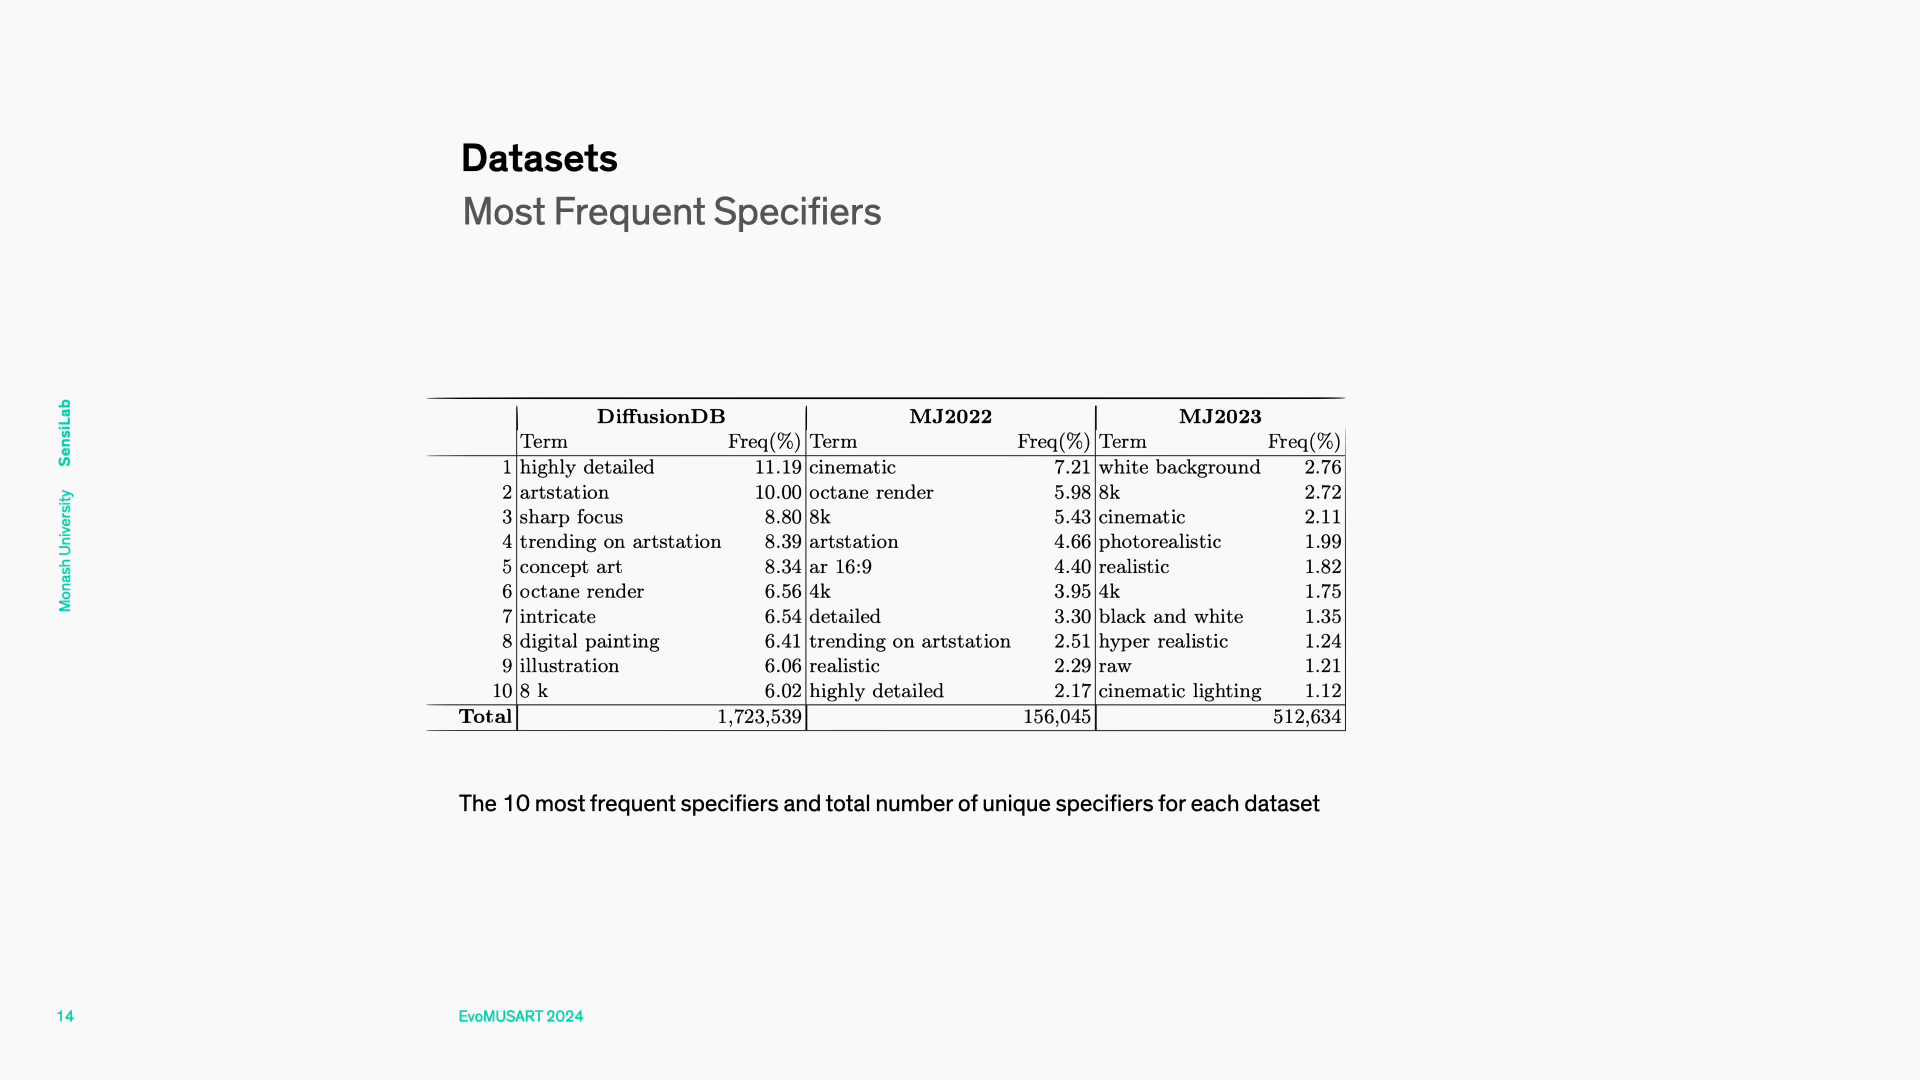 Datasets
Most Frequent Specifiers
DiffusionDB MJ2022 MJ2023
Term Freq(%) Term Freq(%) Term Freq(%)
1 highly detailed 11.19 cinematic 7.21 white background 2.76
2 artstation 10.00 octane render 5.98 8k 2.72
3 sharp focus 8.80 8k 5.43 cinematic 2.11
4 trending on artstation 8.39 artstation 4.66 photorealistic 1.99
5 concept art 8.34 ar 16:9 4.40 realistic 1.82
6 octane render 6.56 4k 3.95 4k 1.75
7 intricate 6.54 detailed 3.30 black and white 1.35
8 digital painting 6.41 trending on artstation 2.51 hyper realistic 1.24
9 illustration 6.06 realistic 2.29 raw 1.21
10 8 k 6.02 highly detailed 2.17 cinematic lighting 1.12
Total 1,723,539 156,045 512,634
The 10 most frequent specifiers and total number of unique specifiers for each dataset
Monash University SensiLab
14 EvoMUSART 2024